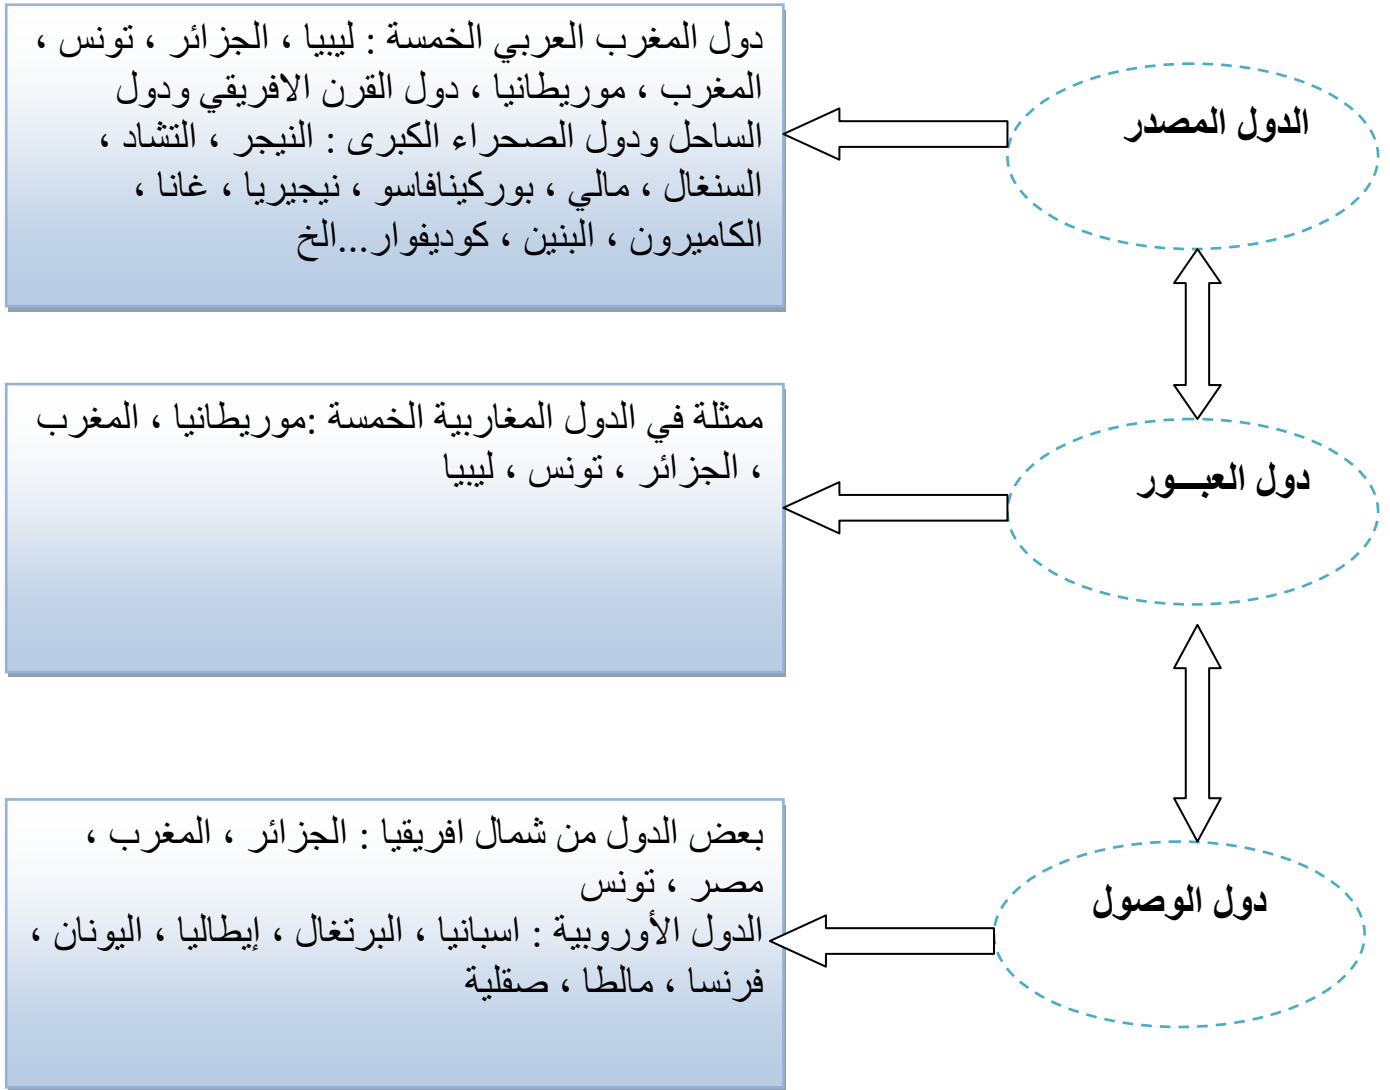 الدول المصدر
دول المغرب العربي الخمسة : ليبيا ، الجزائر ، تونس ،
المغرب ، موريطانيا ، دول القرن الافريقي ودول
الساحل ودول الصحراء الكبرى : النيجر ، التشاد ،
السنغال ، مالي ، بوركينافاسو ، نيجيريا ، غانا ،
الكاميرون ، البنين ، كوديفوار...الخ
دول العبـــور
ممثلة في الدول المغاربية الخمسة :موريطانيا ، المغرب
، الجزائر ، تونس ، ليبيا
دول الوصول
بعض الدول من شمال افريقيا : الجزائر ، المغرب ،
مصر ، تونس
الدول الأوروبية : اسبانيا ، البرتغال ، إيطاليا ، اليونان ،
فرنسا ، مالطا ، صقلية